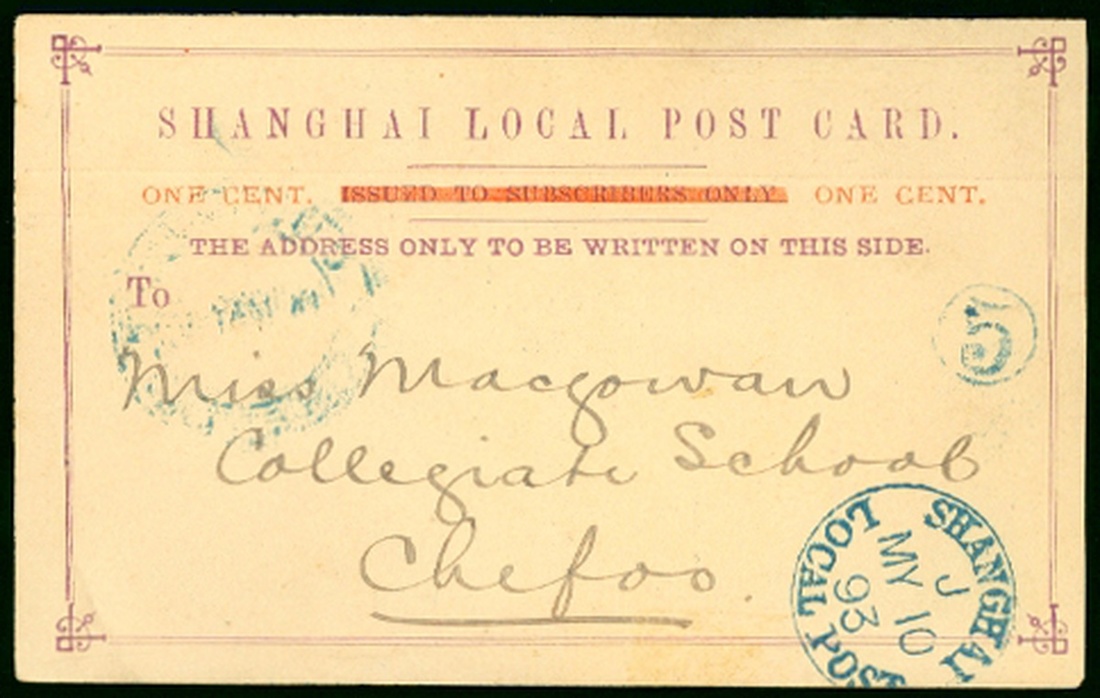 SHANGHAI LOCAL POST CARD.
ONE CENT. ISSUED TO SUBSCRIBERS ONLY ONE CENT.
THE ADDRESS ONLY TO BE WRITTEN ON THIS SIDE.
To
5
Miss Macgowan
Collegiate School
Chefoo.
SHANGHAI
LOCAL POST
J
MY 10
93